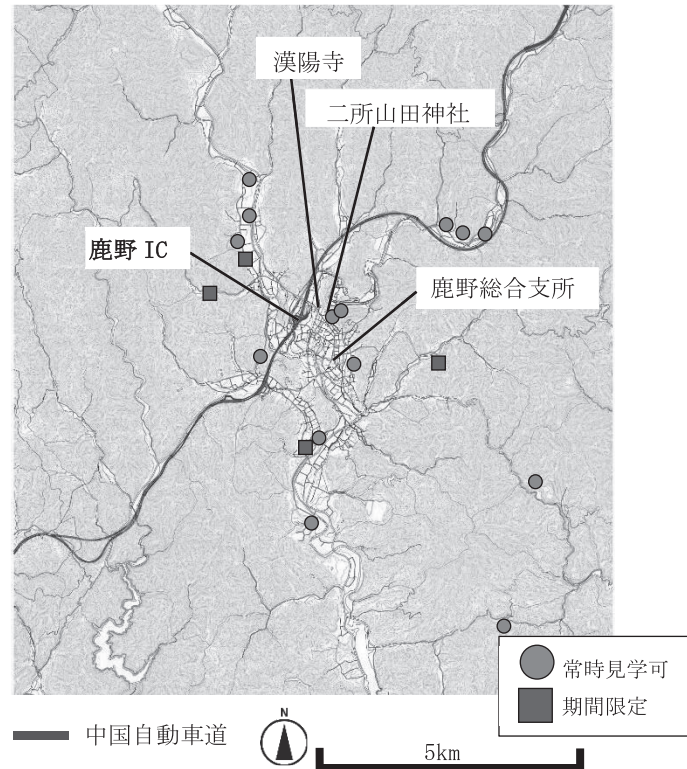 漢陽寺
二所山田神社
鹿野 IC
鹿野総合支所
常時見学可
期間限定
中国自動車道
N
5km